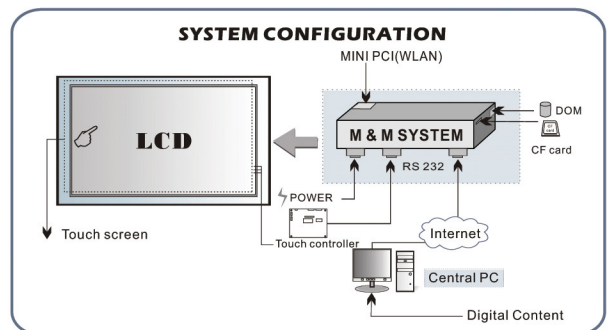 SYSTEM CONFIGURATION
MINI PCI(WLAN)
LCD
M & M SYSTEM
DOM
CF card
RS 232
POWER
Touch screen
Touch controller
Internet
Central PC
Digital Content